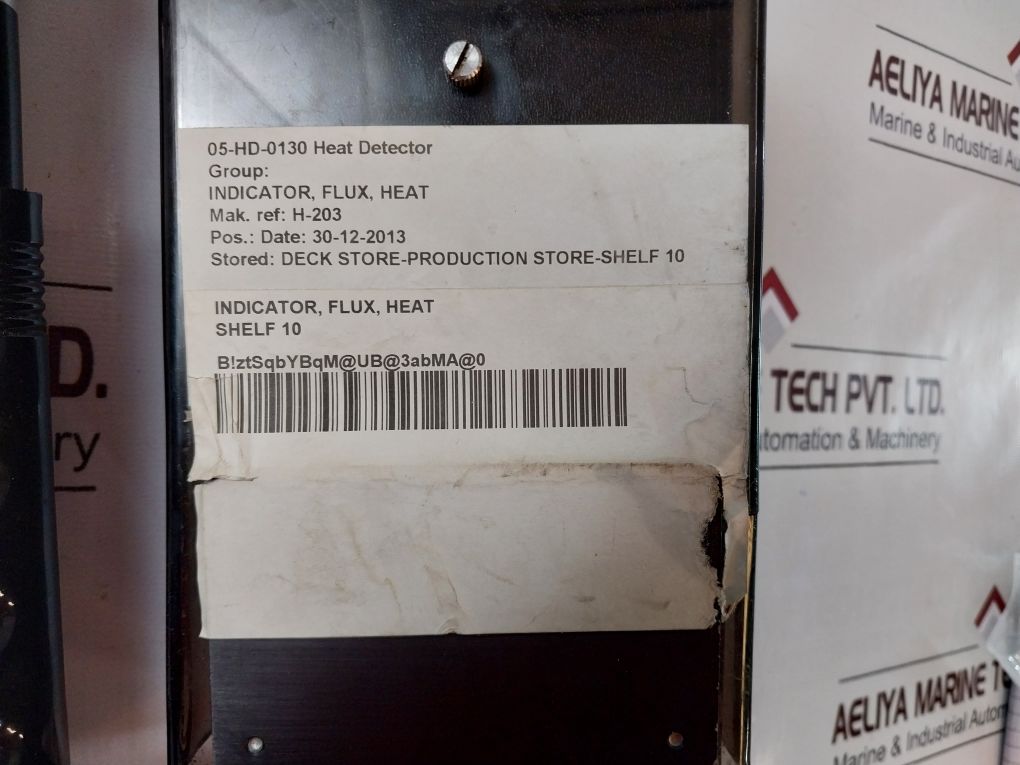 05-HD-0130 Heat Detector
Group:
INDICATOR, FLUX, HEAT
Mak. ref: H-203
Pos.: Date: 30-12-2013
Stored: DECK STORE-PRODUCTION STORE-SHELF 10
INDICATOR, FLUX, HEAT
SHELF 10
B!ztSqbYBqM@UB@3abMA@0
AELIYA MARINE
Marine & Industrial
D.
ry
TECH PVT. LTD.
utomation & Machinery
AELIYA MARINE
Marine & Industrial Autom